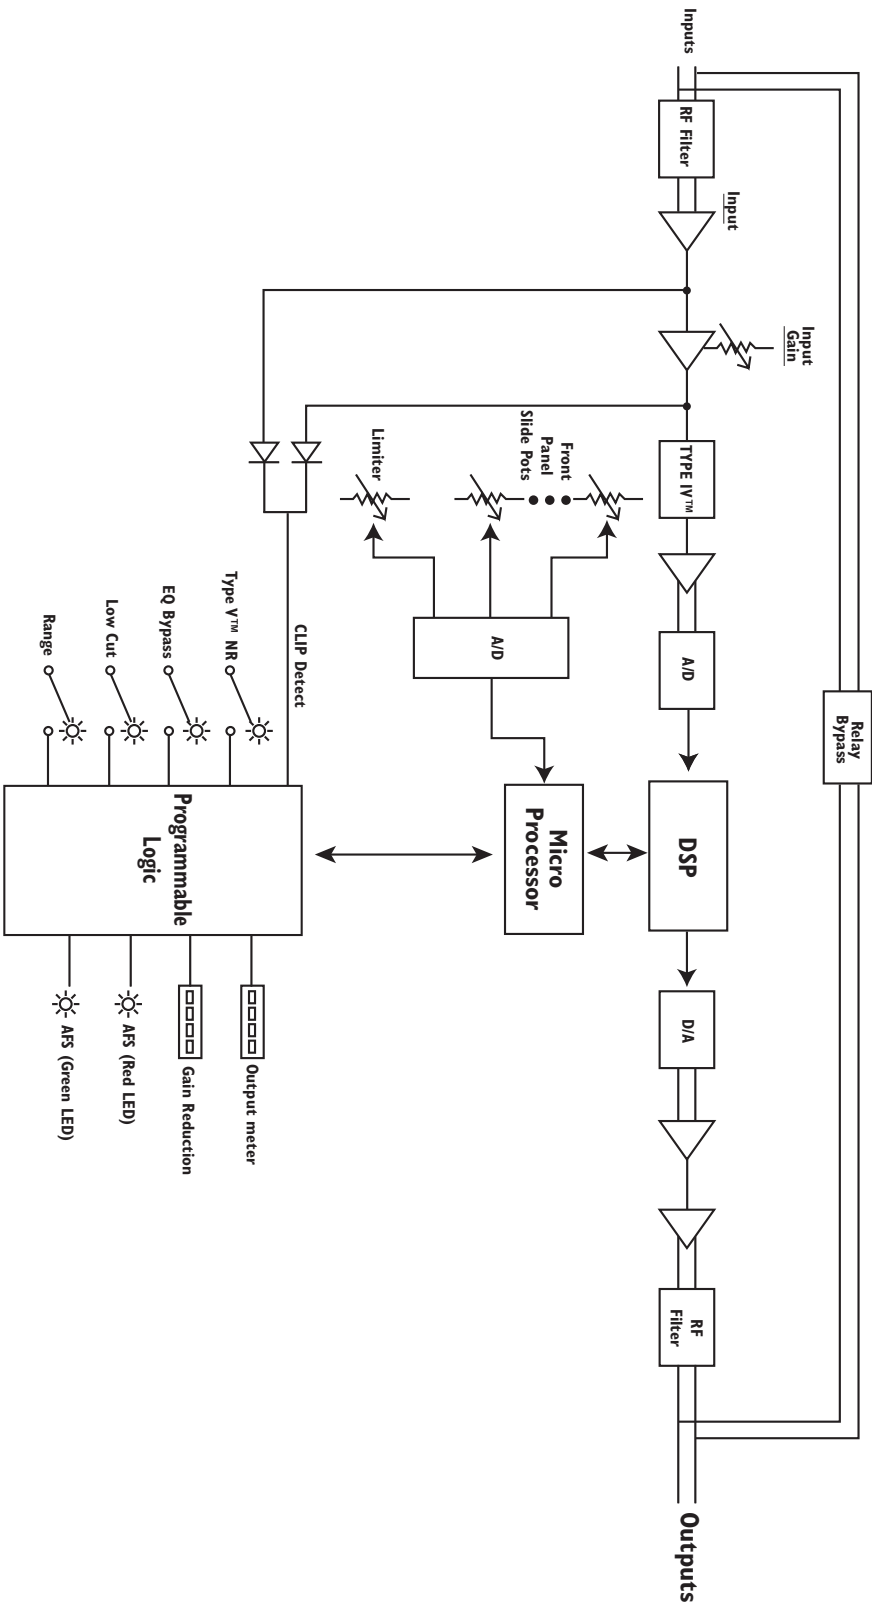 Inputs
RF Filter
Input
Input
Gain
TYPE IV™
A/D
DSP
D/A
RF
Filter
Outputs
Relay
Bypass
Front
Panel
Slide Pots
Limiter
A/D
Micro
Processor
CLIP Detect
Type V™ NR
EQ Bypass
Low Cut
Range
Programmable
Logic
Output meter
Gain Reduction
AFS (Red LED)
AFS (Green LED)